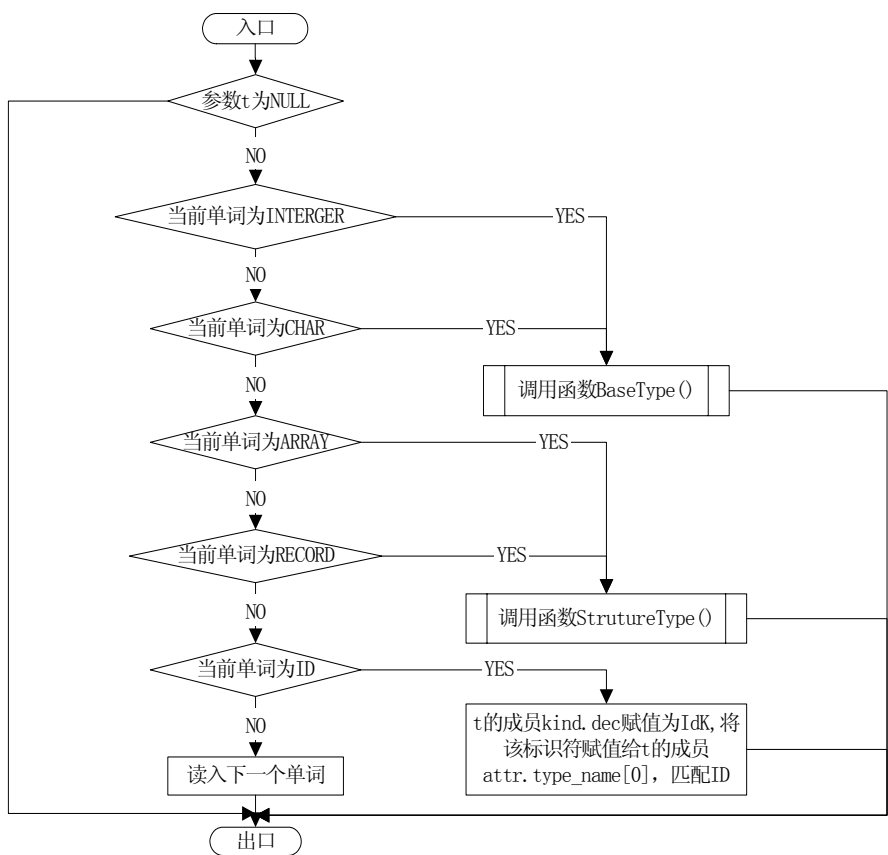 入口
参数t为NULL
NO
当前单词为INTERGER
YES
NO
当前单词为CHAR
YES
调用函数BaseType()
NO
当前单词为ARRAY
YES
NO
当前单词为RECORD
YES
调用函数StrutureType()
NO
当前单词为ID
YES
t的成员kind.dec赋值为IdK,将
该标识符赋值给t的成员
attr.type_name[0], 匹配ID
NO
读入下一个单词
出口